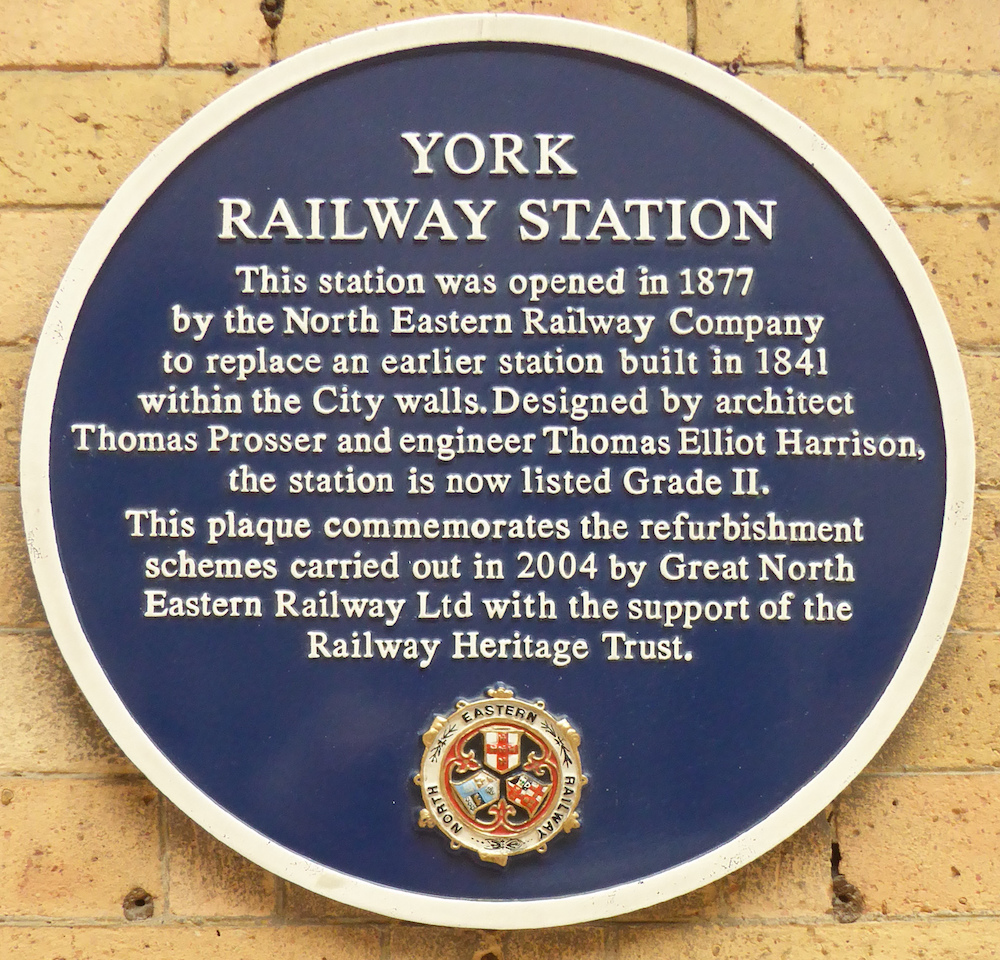 YORK
RAILWAY STATION
This station was opened in 1877
by the North Eastern Railway Company
to replace an earlier station built in 1841
within the City walls. Designed by architect
Thomas Prosser and engineer Thomas Elliot Harrison,
the station is now listed Grade II.
This plaque commemorates the refurbishment
schemes carried out in 2004 by Great North
Eastern Railway Ltd with the support of the
Railway Heritage Trust.
NORTH EASTERN RAILWAY